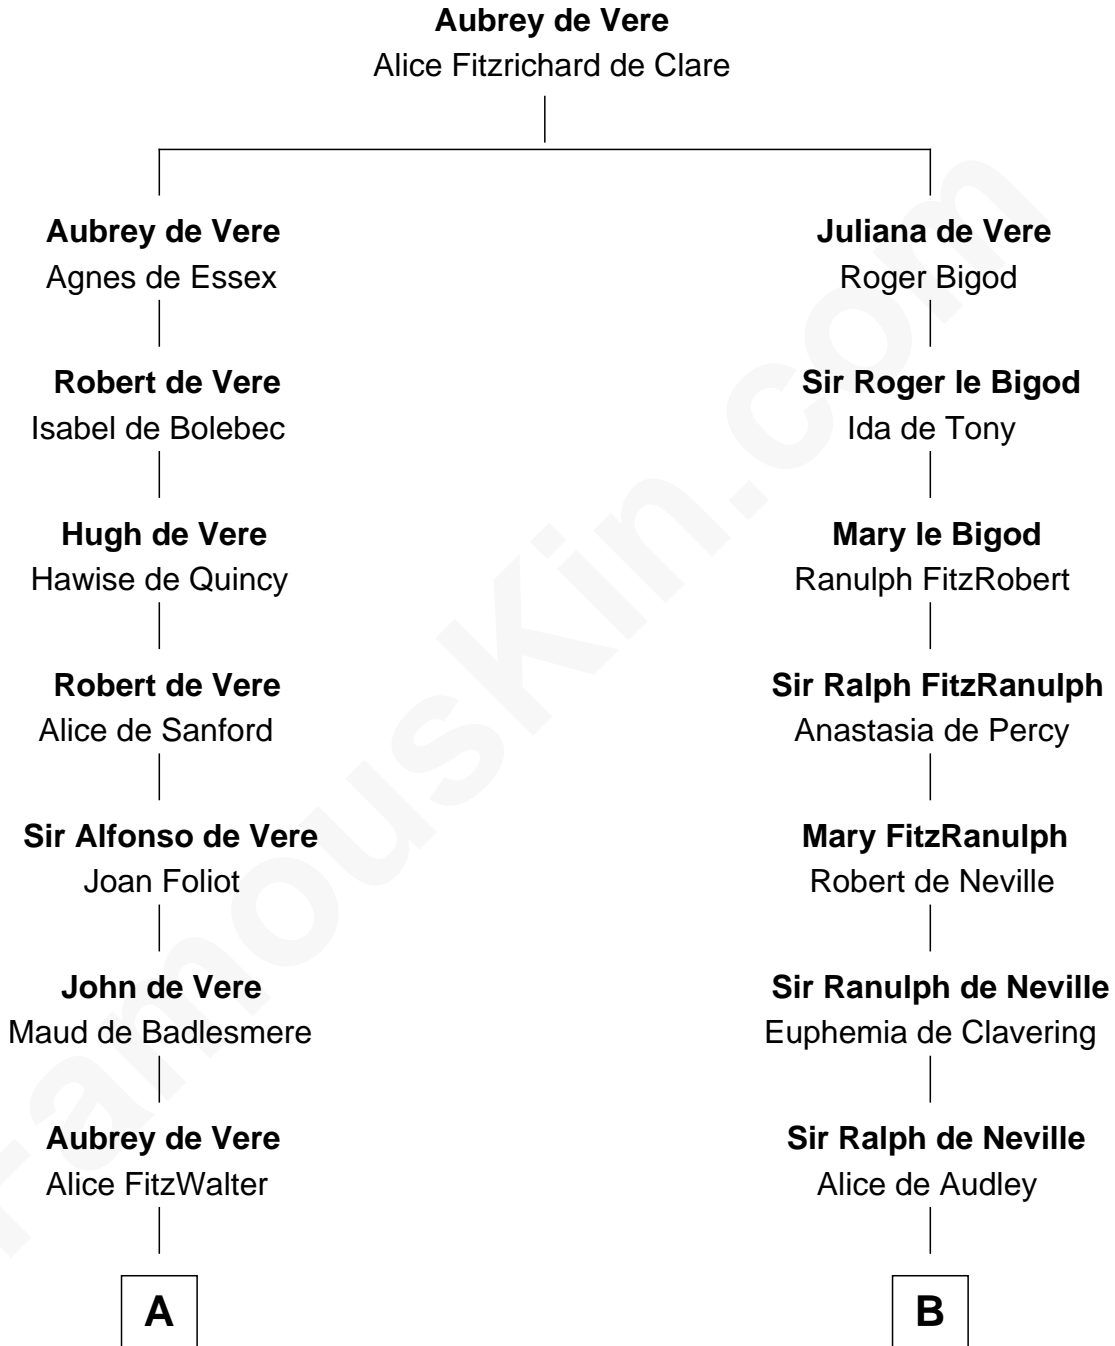 Aubrey de Vere
Alice Fitzrichard de Clare
Aubrey de Vere
Agnes de Essex
Juliana de Vere
Roger Bigod
Robert de Vere
Isabel de Bolebec
Sir Roger le Bigod
Ida de Tony
Hugh de Vere
Hawise de Quincy
Mary le Bigod
Ranulph FitzRobert
Robert de Vere
Alice de Sanford
Sir Ralph FitzRanulph
Anastasia de Percy
Sir Alfonso de Vere
Joan Foliot
Mary FitzRanulph
Robert de Neville
John de Vere
Maud de Badlesmere
Sir Ranulph de Neville
Euphemia de Clavering
Aubrey de Vere
Alice FitzWalter
Sir Ralph de Neville
Alice de Audley
A
B
FamousKin.com